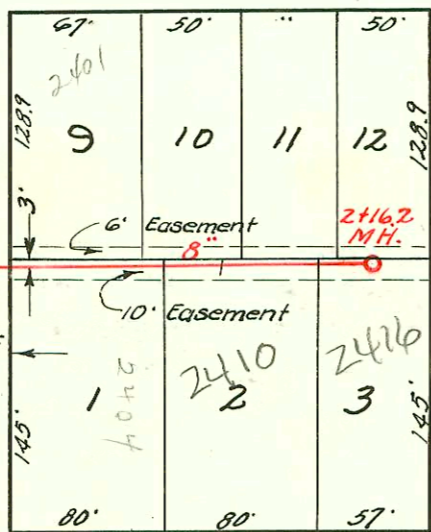 67' 50' " 50'
2401
128.9 9 10 11 12 128.9
3'
6' Easement
8"
2+16.2
MH.
10' Easement
2404 2410 2416
1 2 3
145' 145'
80' 80' 57'